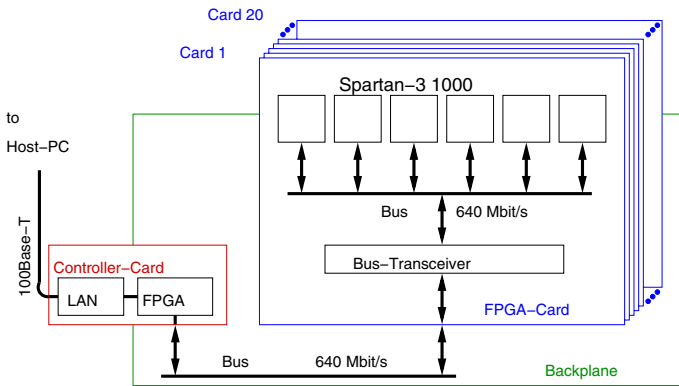 Card 20
Card 1
Spartan−3 1000
to
Host−PC
100Base−T
Bus 640 Mbit/s
Bus−Transceiver
Controller−Card
LAN
FPGA
FPGA−Card
Bus 640 Mbit/s
Backplane